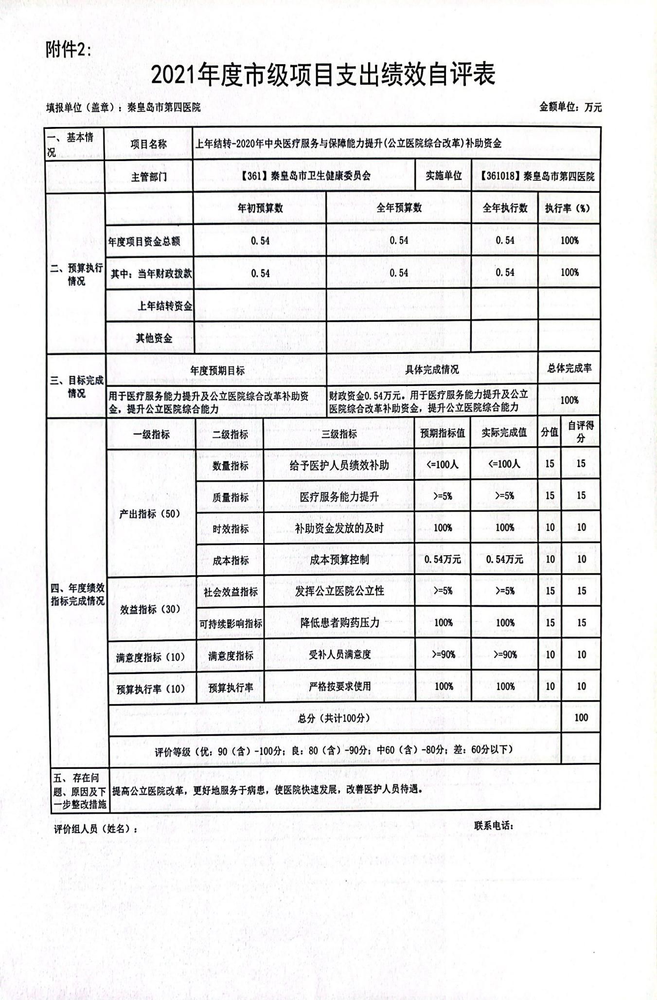 附件2:
2021年度市级项目支出绩效自评表
填报单位（盖章）: 秦皇岛市第四医院 金额单位: 万元
一、基本情
况
项目名称 上年结转-2020年中央医疗服务与保障能力提升(公立医院综合改革)补助资金
主管部门 【361】秦皇岛市卫生健康委员会 实施单位 【361018】秦皇岛市第四医院
二、预算执行
情况
年初预算数 全年预算数 全年执行数 执行率（%）
年度项目资金总额 0.54 0.54 0.54 100%
其中: 当年财政拨款 0.54 0.54 0.54 100%
上年结转资金
其他资金
三、目标完成
情况
年度预期目标 具体完成情况 总体完成率
用于医疗服务能力提升及公立医院综合改革补助资
金，提升公立医院综合能力
财政资金0.54万元。用于医疗服务能力提升及公立
医院综合改革补助资金，提升公立医院综合能力
100%
四、年度绩效
指标完成情况
一级指标 二级指标 三级指标 预期指标值 实际完成值 分值 自评得
分
产出指标（50）
数量指标 给予医护人员绩效补助 <=100人 <=100人 15 15
质量指标 医疗服务能力提升 >=5% >=5% 15 15
时效指标 补助资金发放的及时 100% 100% 10 10
成本指标 成本预算控制 0.54万元 0.54万元 10 10
效益指标（30）
社会效益指标 发挥公立医院公立性 >=5% >=5% 15 15
可持续影响指标 降低患者购药压力 100% 100% 15 15
满意度指标（10） 满意度指标 受补人员满意度 >=90% >=90% 10 10
预算执行率（10） 预算执行率 严格按要求使用 100% 100% 10 10
总分（共计100分） 100
评价等级（优: 90（含）-100分; 良: 80（含）-90分; 中60（含）-80分; 差: 60分以下）
五、存在问
题、原因及下
一步整改措施
提高公立医院改革，更好地服务于病患，使医院快速发展，改善医护人员待遇。
评价组人员（姓名）: 联系电话: